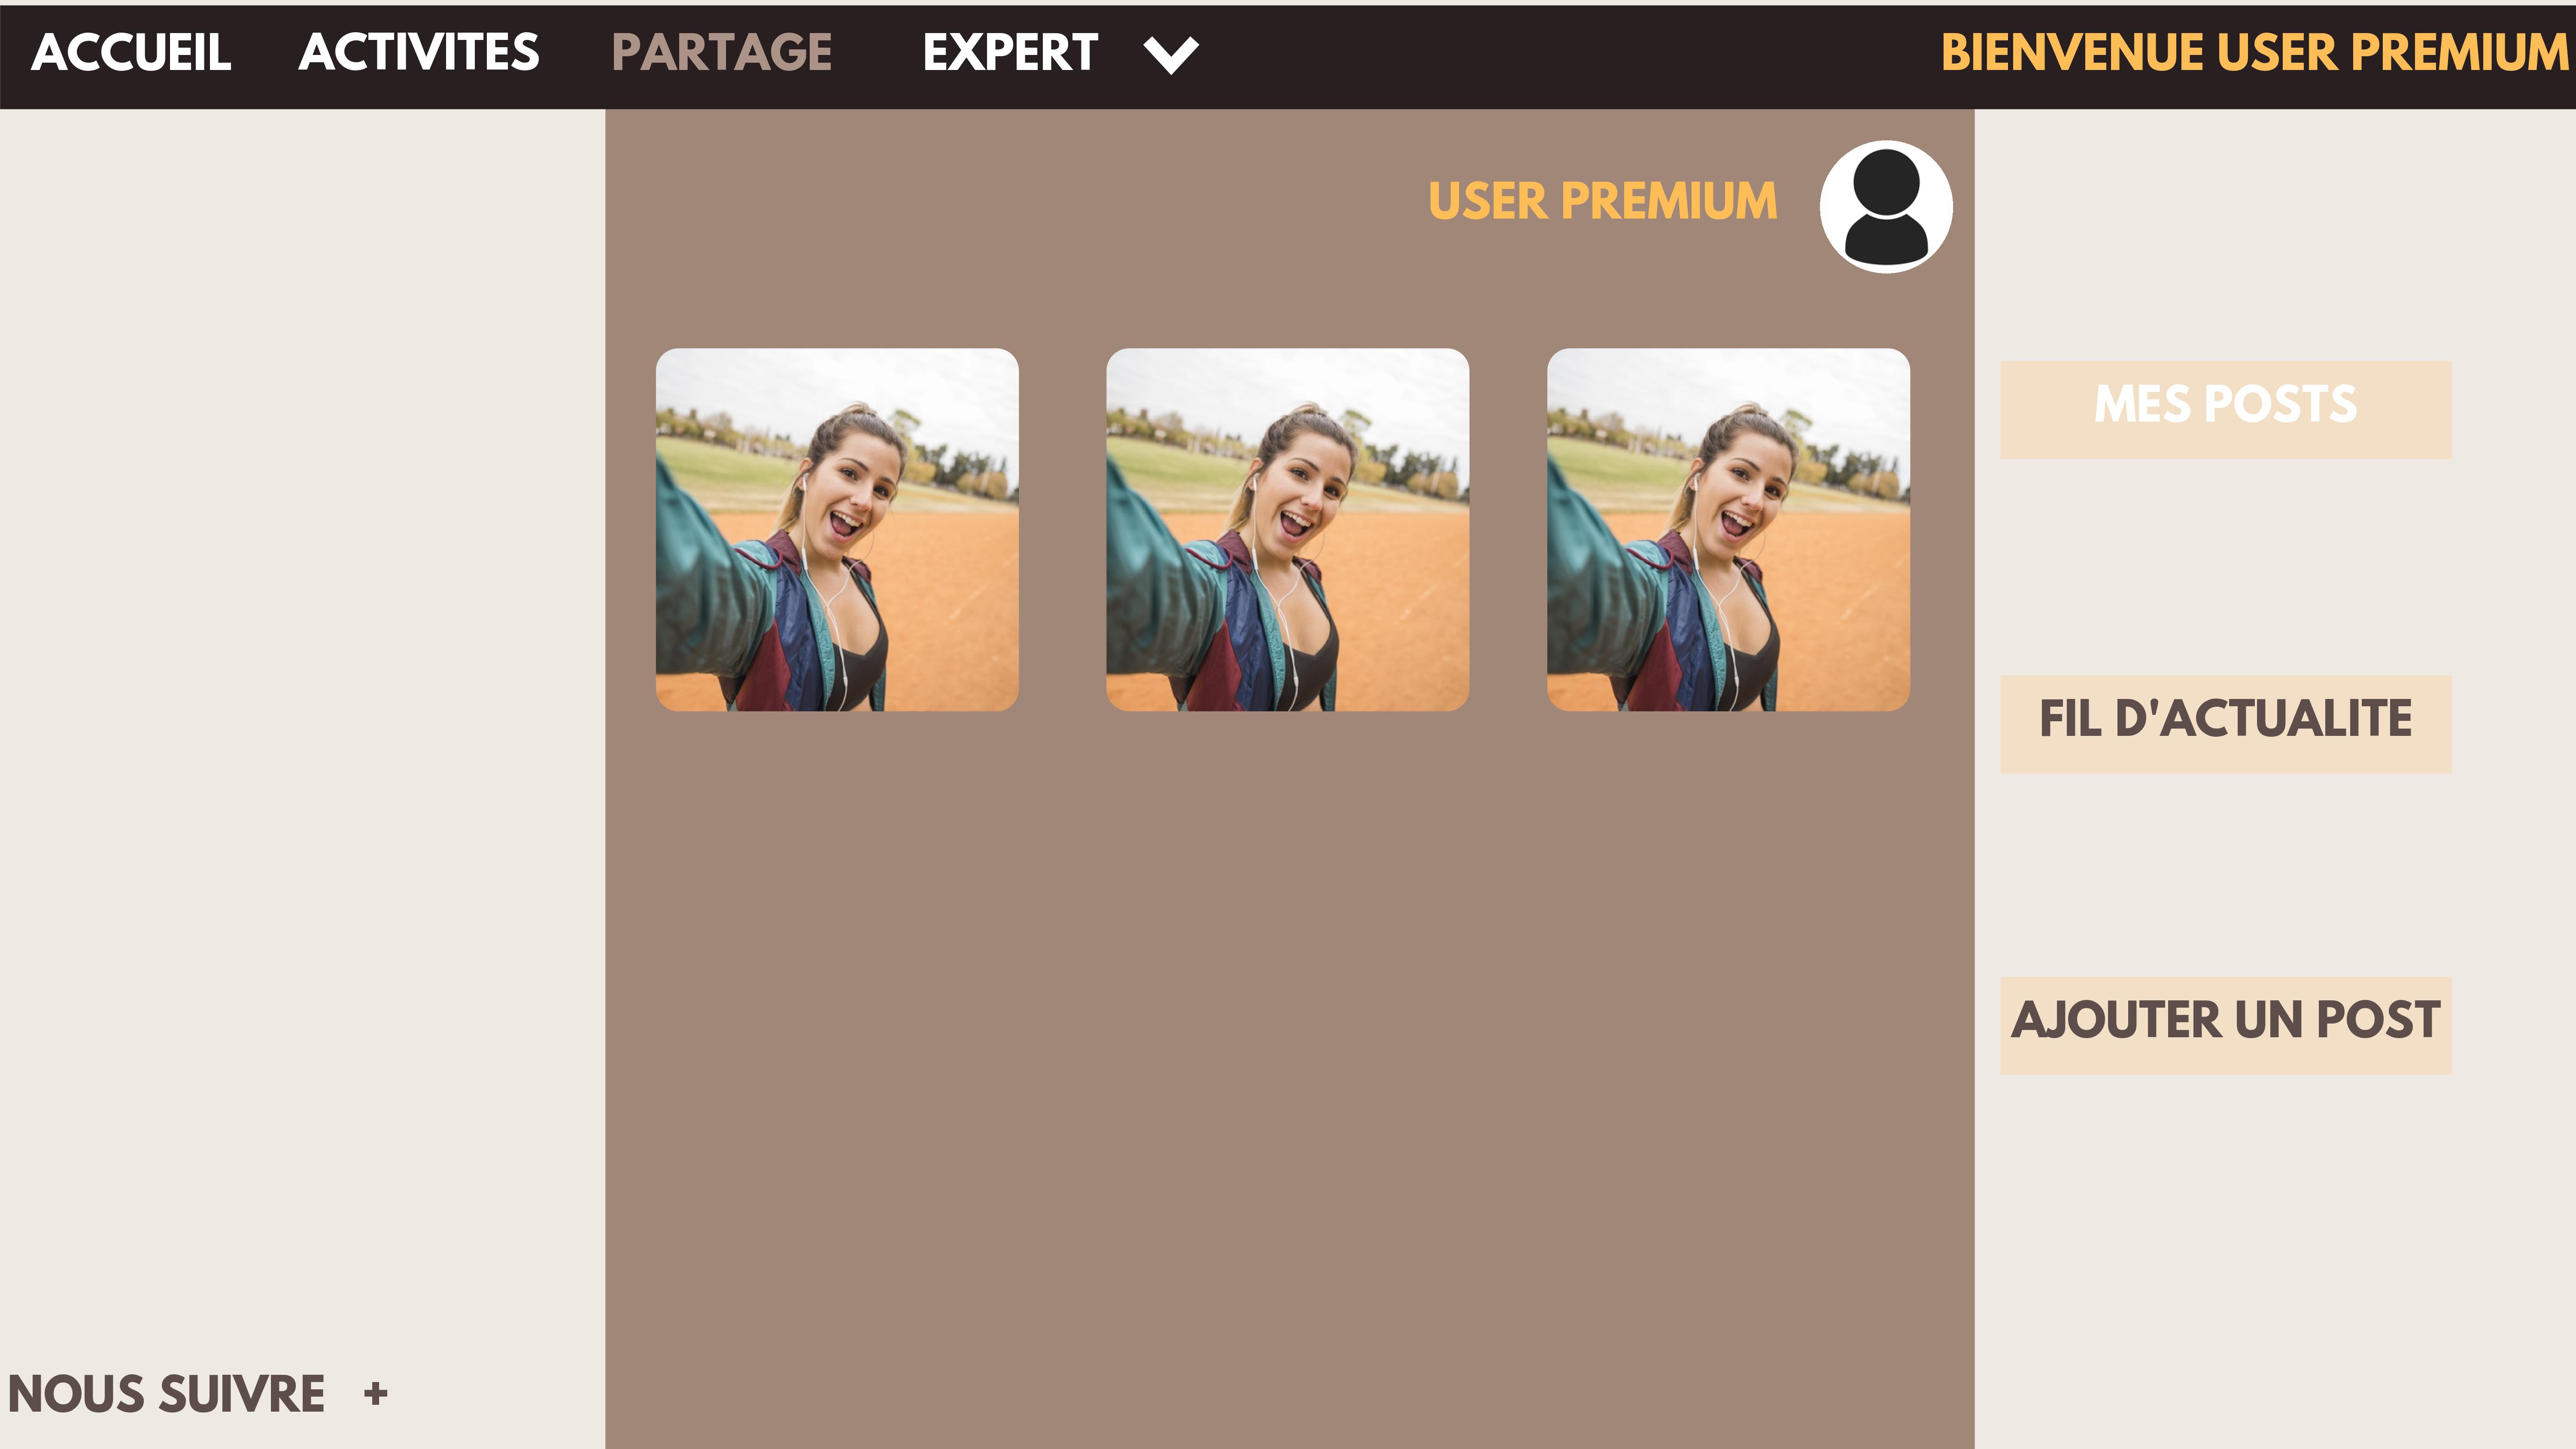 ACCUEIL ACTIVITES PARTAGE EXPERT BIENVENUE USER PREMIUM
USER PREMIUM
MES POSTS
FIL D'ACTUALITE
AJOUTER UN POST
NOUS SUIVRE +